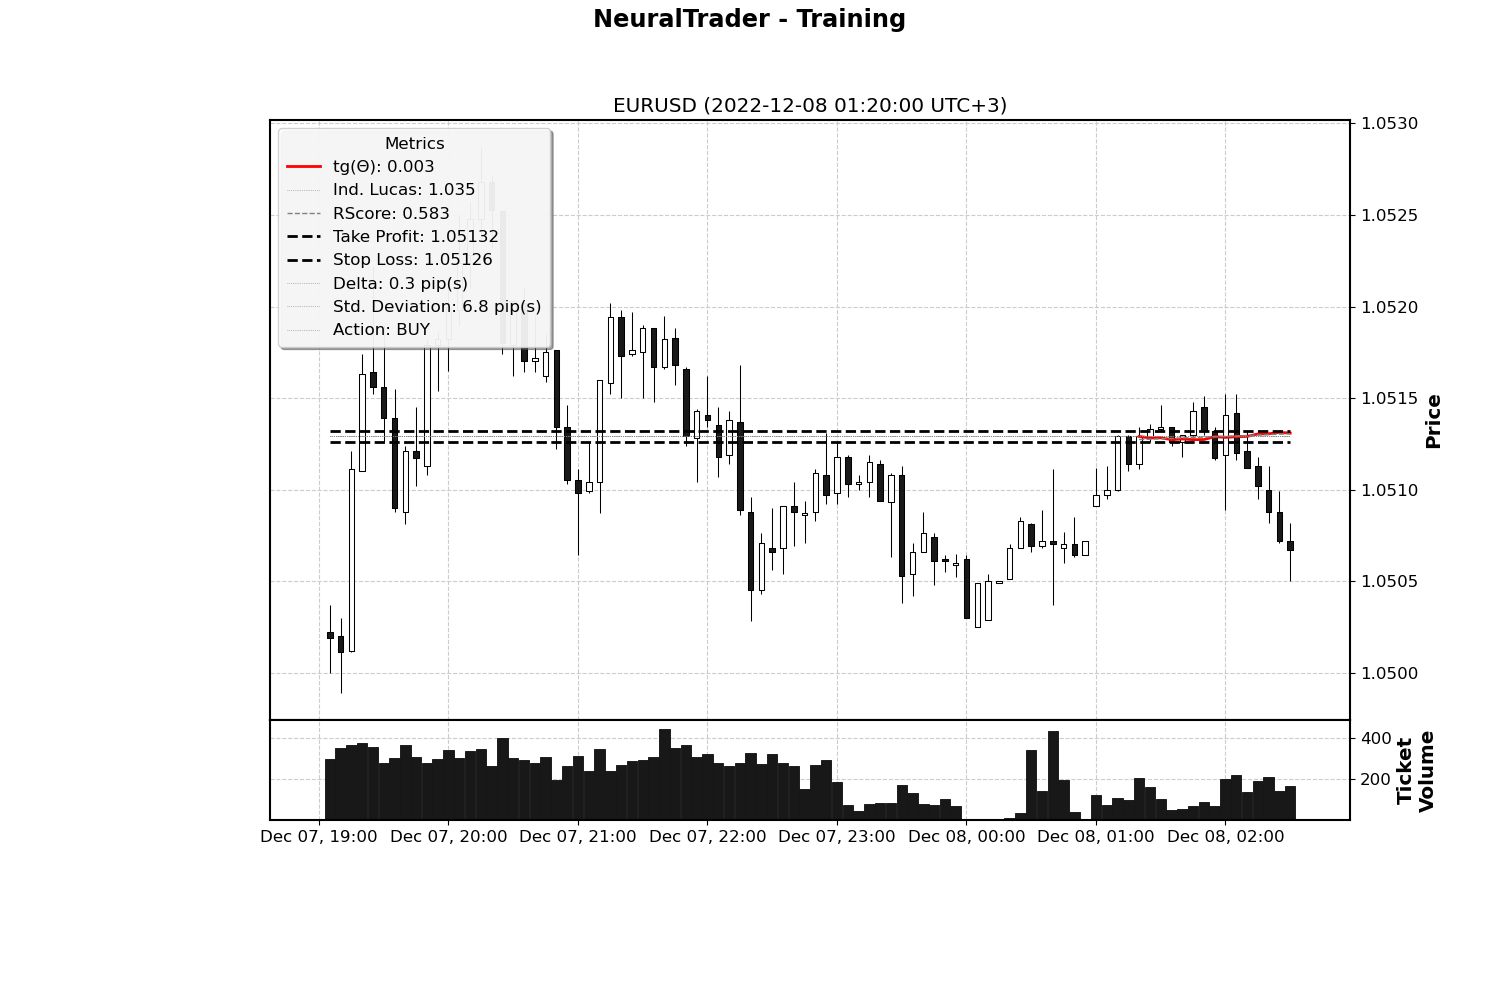 NeuralTrader - Training
EURUSD (2022-12-08 01:20:00 UTC+3)
Metrics
tg(Θ): 0.003
Ind. Lucas: 1.035
RScore: 0.583
Take Profit: 1.05132
Stop Loss: 1.05126
Delta: 0.3 pip(s)
Std. Deviation: 6.8 pip(s)
Action: BUY
1.0530
1.0525
1.0520
1.0515
1.0510
1.0505
1.0500
Price
400
200
Ticket
Volume
Dec 07, 19:00 Dec 07, 20:00 Dec 07, 21:00 Dec 07, 22:00 Dec 07, 23:00 Dec 08, 00:00 Dec 08, 01:00 Dec 08, 02:00